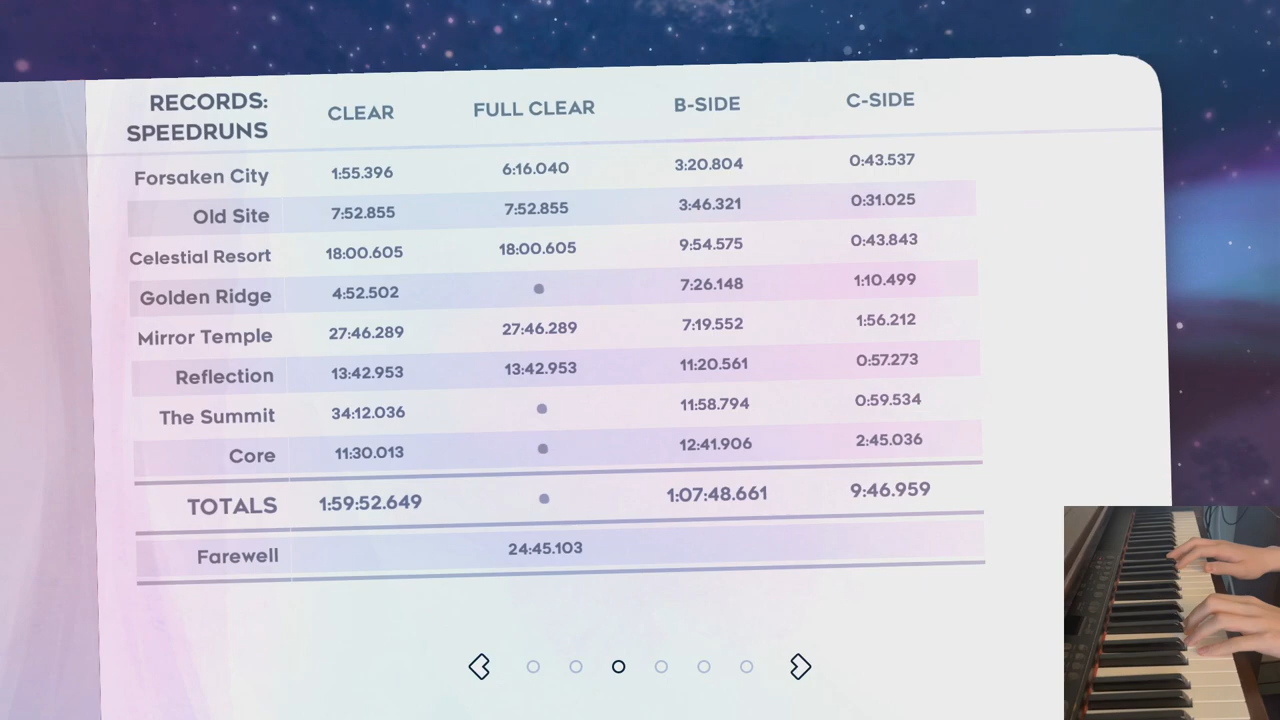 RECORDS: SPEEDRUNS CLEAR FULL CLEAR B-SIDE C-SIDE
Forsaken City 1:55.396 6:16.040 3:20.804 0:43.537
Old Site 7:52.855 7:52.855 3:46.321 0:31.025
Celestial Resort 18:00.605 18:00.605 9:54.575 0:43.843
Golden Ridge 4:52.502 • 7:26.148 1:10.499
Mirror Temple 27:46.289 27:46.289 7:19.552 1:56.212
Reflection 13:42.953 13:42.953 11:20.561 0:57.273
The Summit 34:12.036 • 11:58.794 0:59.534
Core 11:30.013 • 12:41.906 2:45.036
TOTALS 1:59:52.649 • 1:07:48.661 9:46.959
Farewell 24:45.103